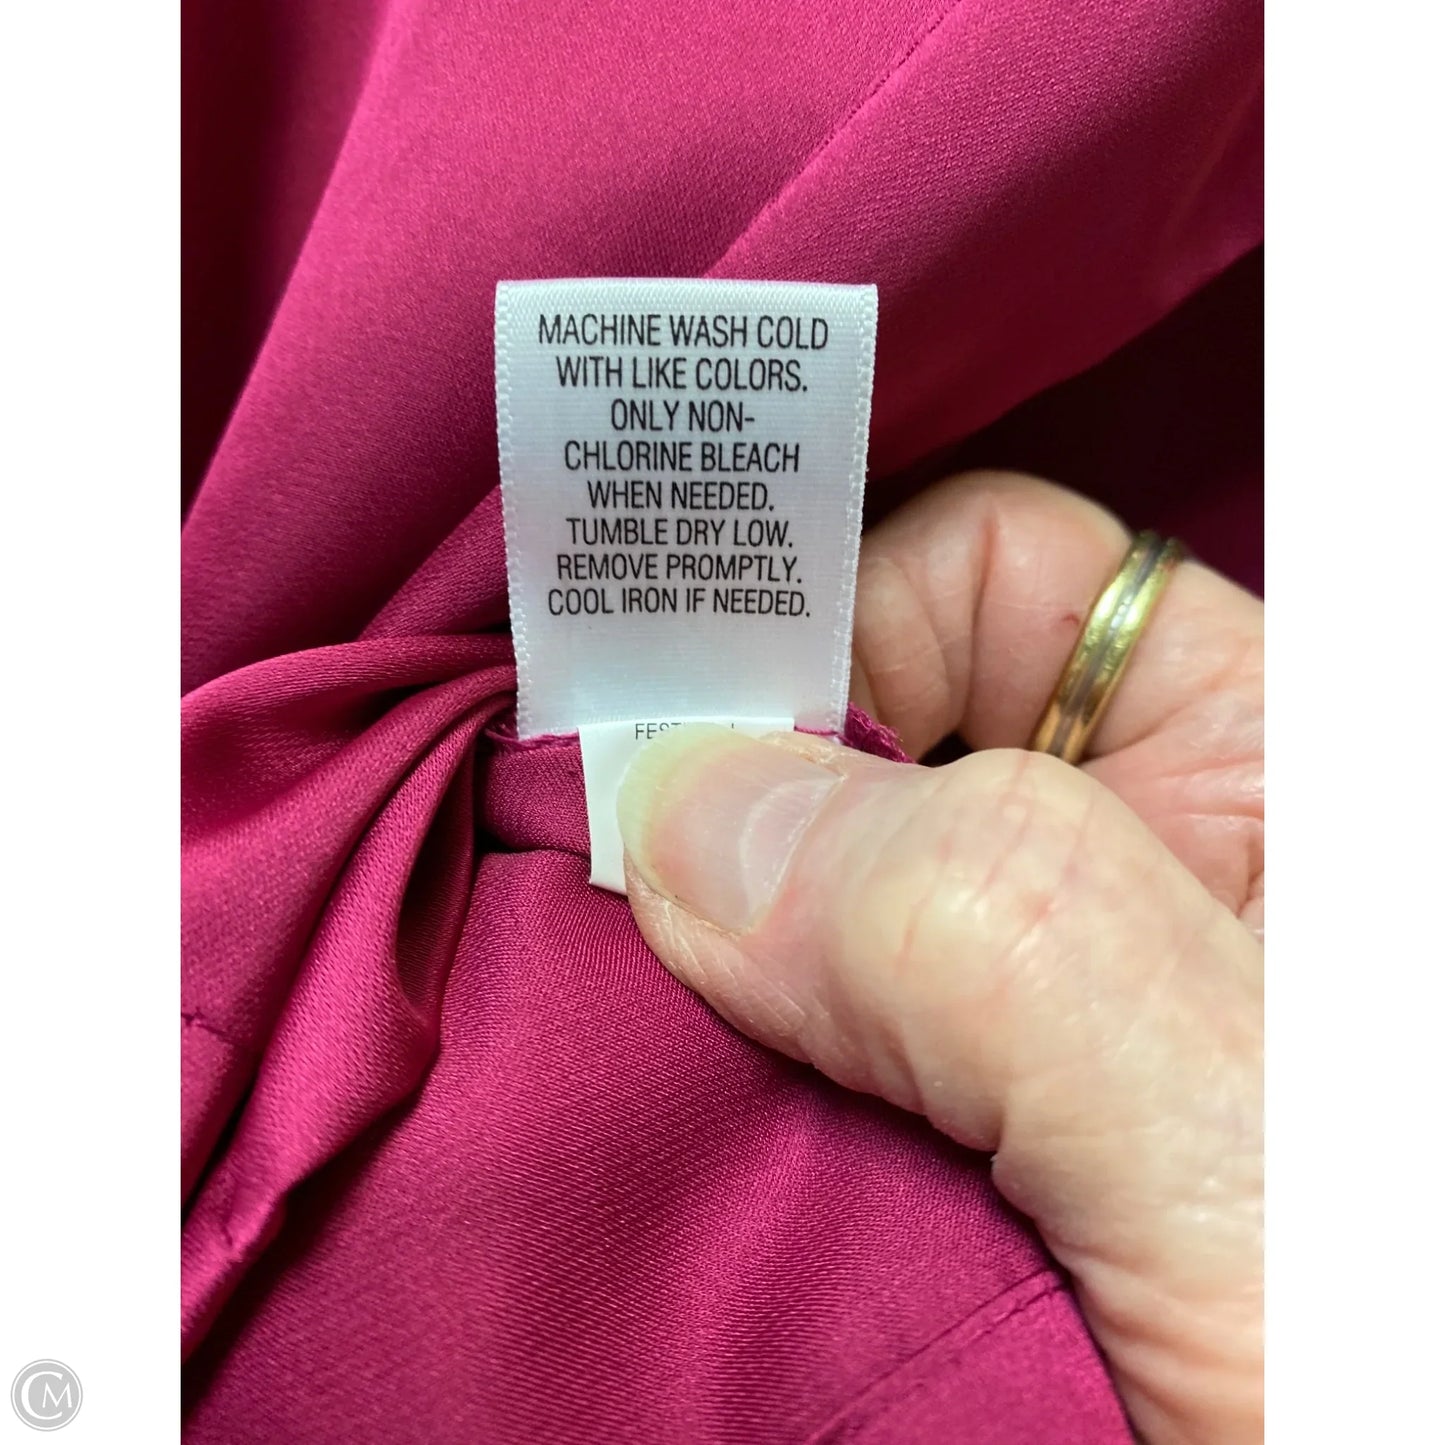 MACHINE WASH COLD
WITH LIKE COLORS.
ONLY NON-
CHLORINE BLEACH
WHEN NEEDED.
TUMBLE DRY LOW.
REMOVE PROMPTLY.
COOL IRON IF NEEDED.
CM